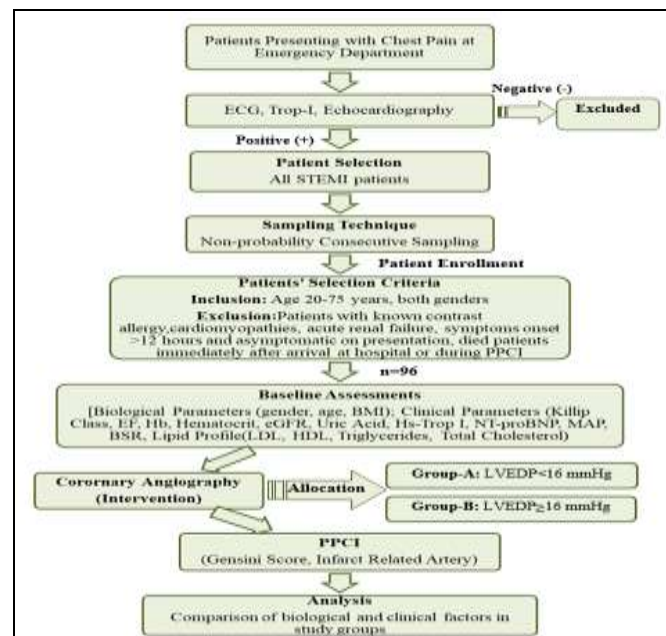 Patients Presenting with Chest Pain at
Emergency Department
Negative (-)
ECG, Trop-I, Echocardiography
Excluded
Positive (+)
Patient Selection
All STEMI patients
Sampling Technique
Non-probability Consecutive Sampling
Patient Enrollment
Patients' Selection Criteria
Inclusion: Age 20-75 years, both genders
Exclusion:Patients with known contrast
allergy,cardiomyopathies, acute renal failure, symptoms onset
>12 hours and asymptomatic on presentation, died patients
immediately after arrival at hospital or during PPCI
n=96
Baseline Assessments
[Biological Parameters (gender, age, BMI); Clinical Parameters (Killip
Class, EF, Hb, Hematocrit, eGFR, Uric Acid, Hs-Trop I, NT-proBNP, MAP,
BSR, Lipid Profile(LDL, HDL, Triglycerides, Total Cholesterol)
Corornary Angiography
(Intervention)
Allocation
Group-A: LVEDP<16 mmHg
Group-B: LVEDP≥16 mmHg
PPCI
(Gensini Score, Infarct Related Artery)
Analysis
Comparison of biological and clinical factors in
study groups